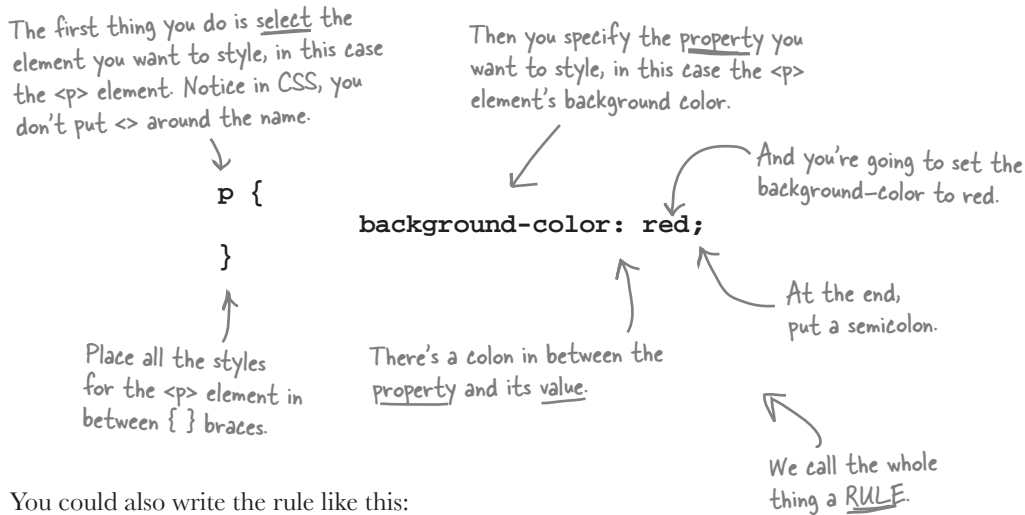 The first thing you do is select the
element you want to style, in this case
the <p> element. Notice in CSS, you
don't put <> around the name.
Then you specify the property you
want to style, in this case the <p>
element's background color.
And you're going to set the
background-color to red.
p {
background-color: red;
}
At the end,
put a semicolon.
Place all the styles
for the <p> element in
between { } braces.
There's a colon in between the
property and its value.
We call the whole
thing a RULE.
You could also write the rule like this: